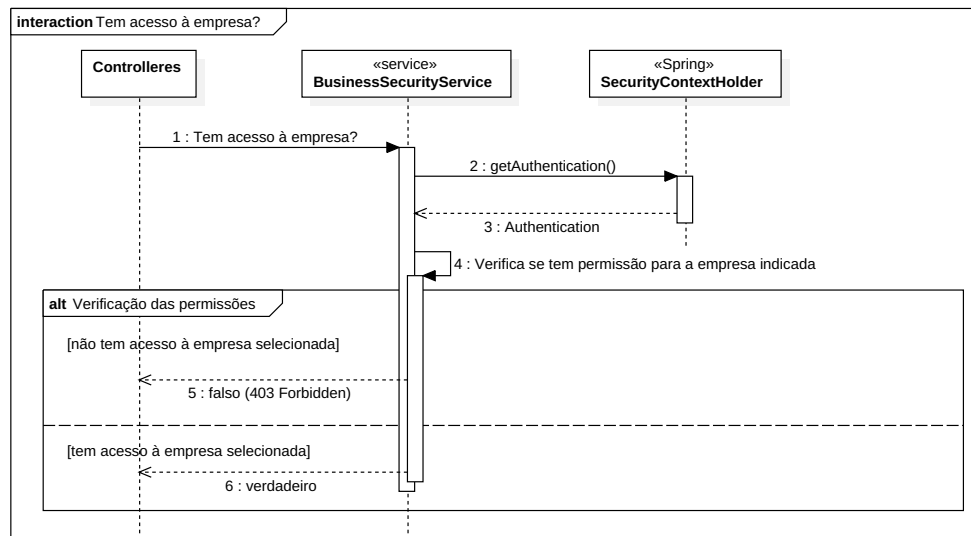 interaction Tem acesso à empresa?
Controlleres
«service»
BusinessSecurityService
«Spring»
SecurityContextHolder
1 : Tem acesso à empresa?
2 : getAuthentication()
3 : Authentication
4 : Verifica se tem permissão para a empresa indicada
alt Verificação das permissões
[não tem acesso à empresa selecionada]
5 : falso (403 Forbidden)
[tem acesso à empresa selecionada]
6 : verdadeiro